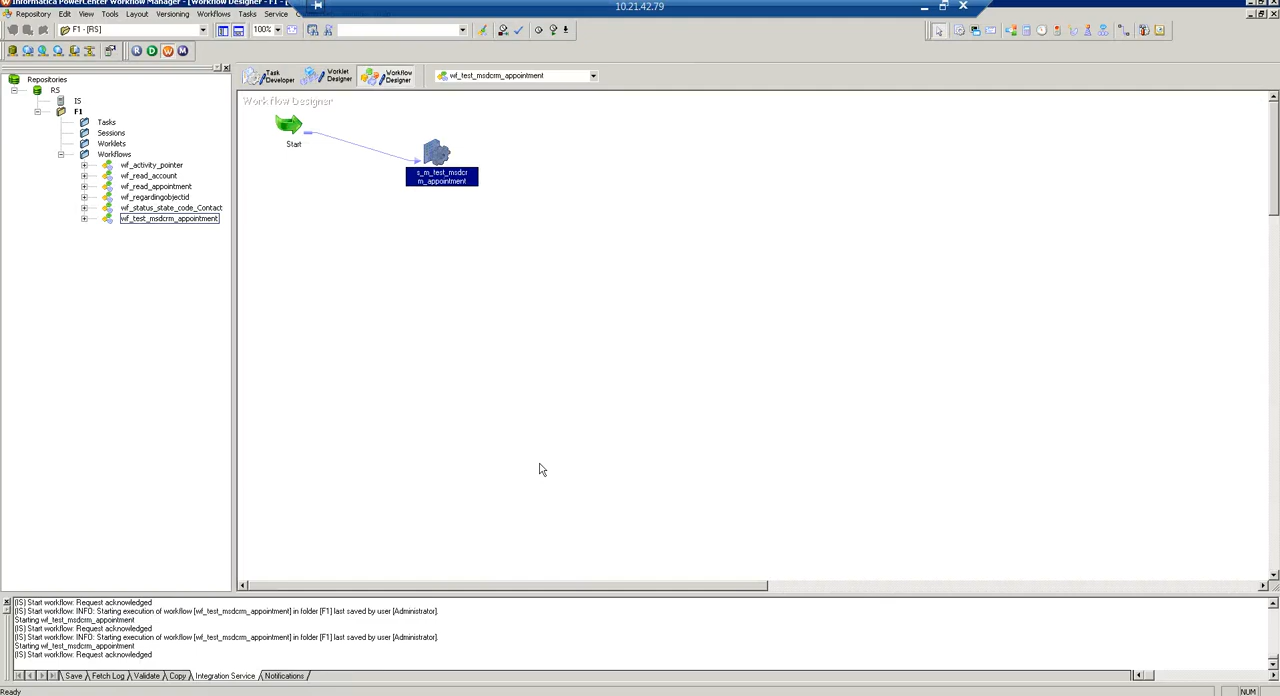 Informatica PowerCenter Workflow Manager - [Workflow Designer - F1 - [
10.21.42.79
Repository Edit View Tools Layout Versioning Workflows Tasks Service
F1 - [RS] 100%
R D W M
Repositories
RS
IS
F1
Tasks
Sessions
Worklets
Workflows
wf_activity_pointer
wf_read_account
wf_read_appointment
wf_regardingobjectid
wf_status_state_code_Contact
wf_test_msdcrm_appointment
Task Developer
Worklet Designer
Workflow Designer
wf_test_msdcrm_appointment
Workflow Designer
Start
s_m_test_msdcr
m_appointment
(IS) Start workflow: Request acknowledged
(IS) Start workflow: INFO: Starting execution of workflow [wf_test_msdcrm_appointment] in folder [F1] last saved by user [Administrator].
Starting wf_test_msdcrm_appointment
(IS) Start workflow: Request acknowledged
(IS) Start workflow: INFO: Starting execution of workflow [wf_test_msdcrm_appointment] in folder [F1] last saved by user [Administrator].
Starting wf_test_msdcrm_appointment
(IS) Start workflow: Request acknowledged
Save Fetch Log Validate Copy Integration Service Notifications
Ready NUM